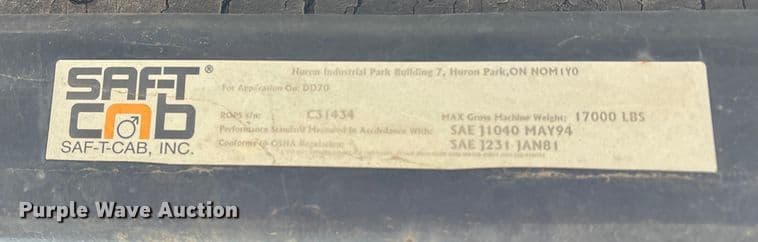 SAF-T®
cab
SAF-T-CAB, INC.
Huron Industrial Park Building 7, Huron Park,ON NOM1Y0
For Application On: DD70
ROPS s/n: C31434
MAX Gross Machine Weight: 17000 LBS
Performance Standard Measured In Accordance With: SAE J1040 MAY94
Conforms to OSHA Regulation: SAE J231 JAN81
Purple Wave Auction